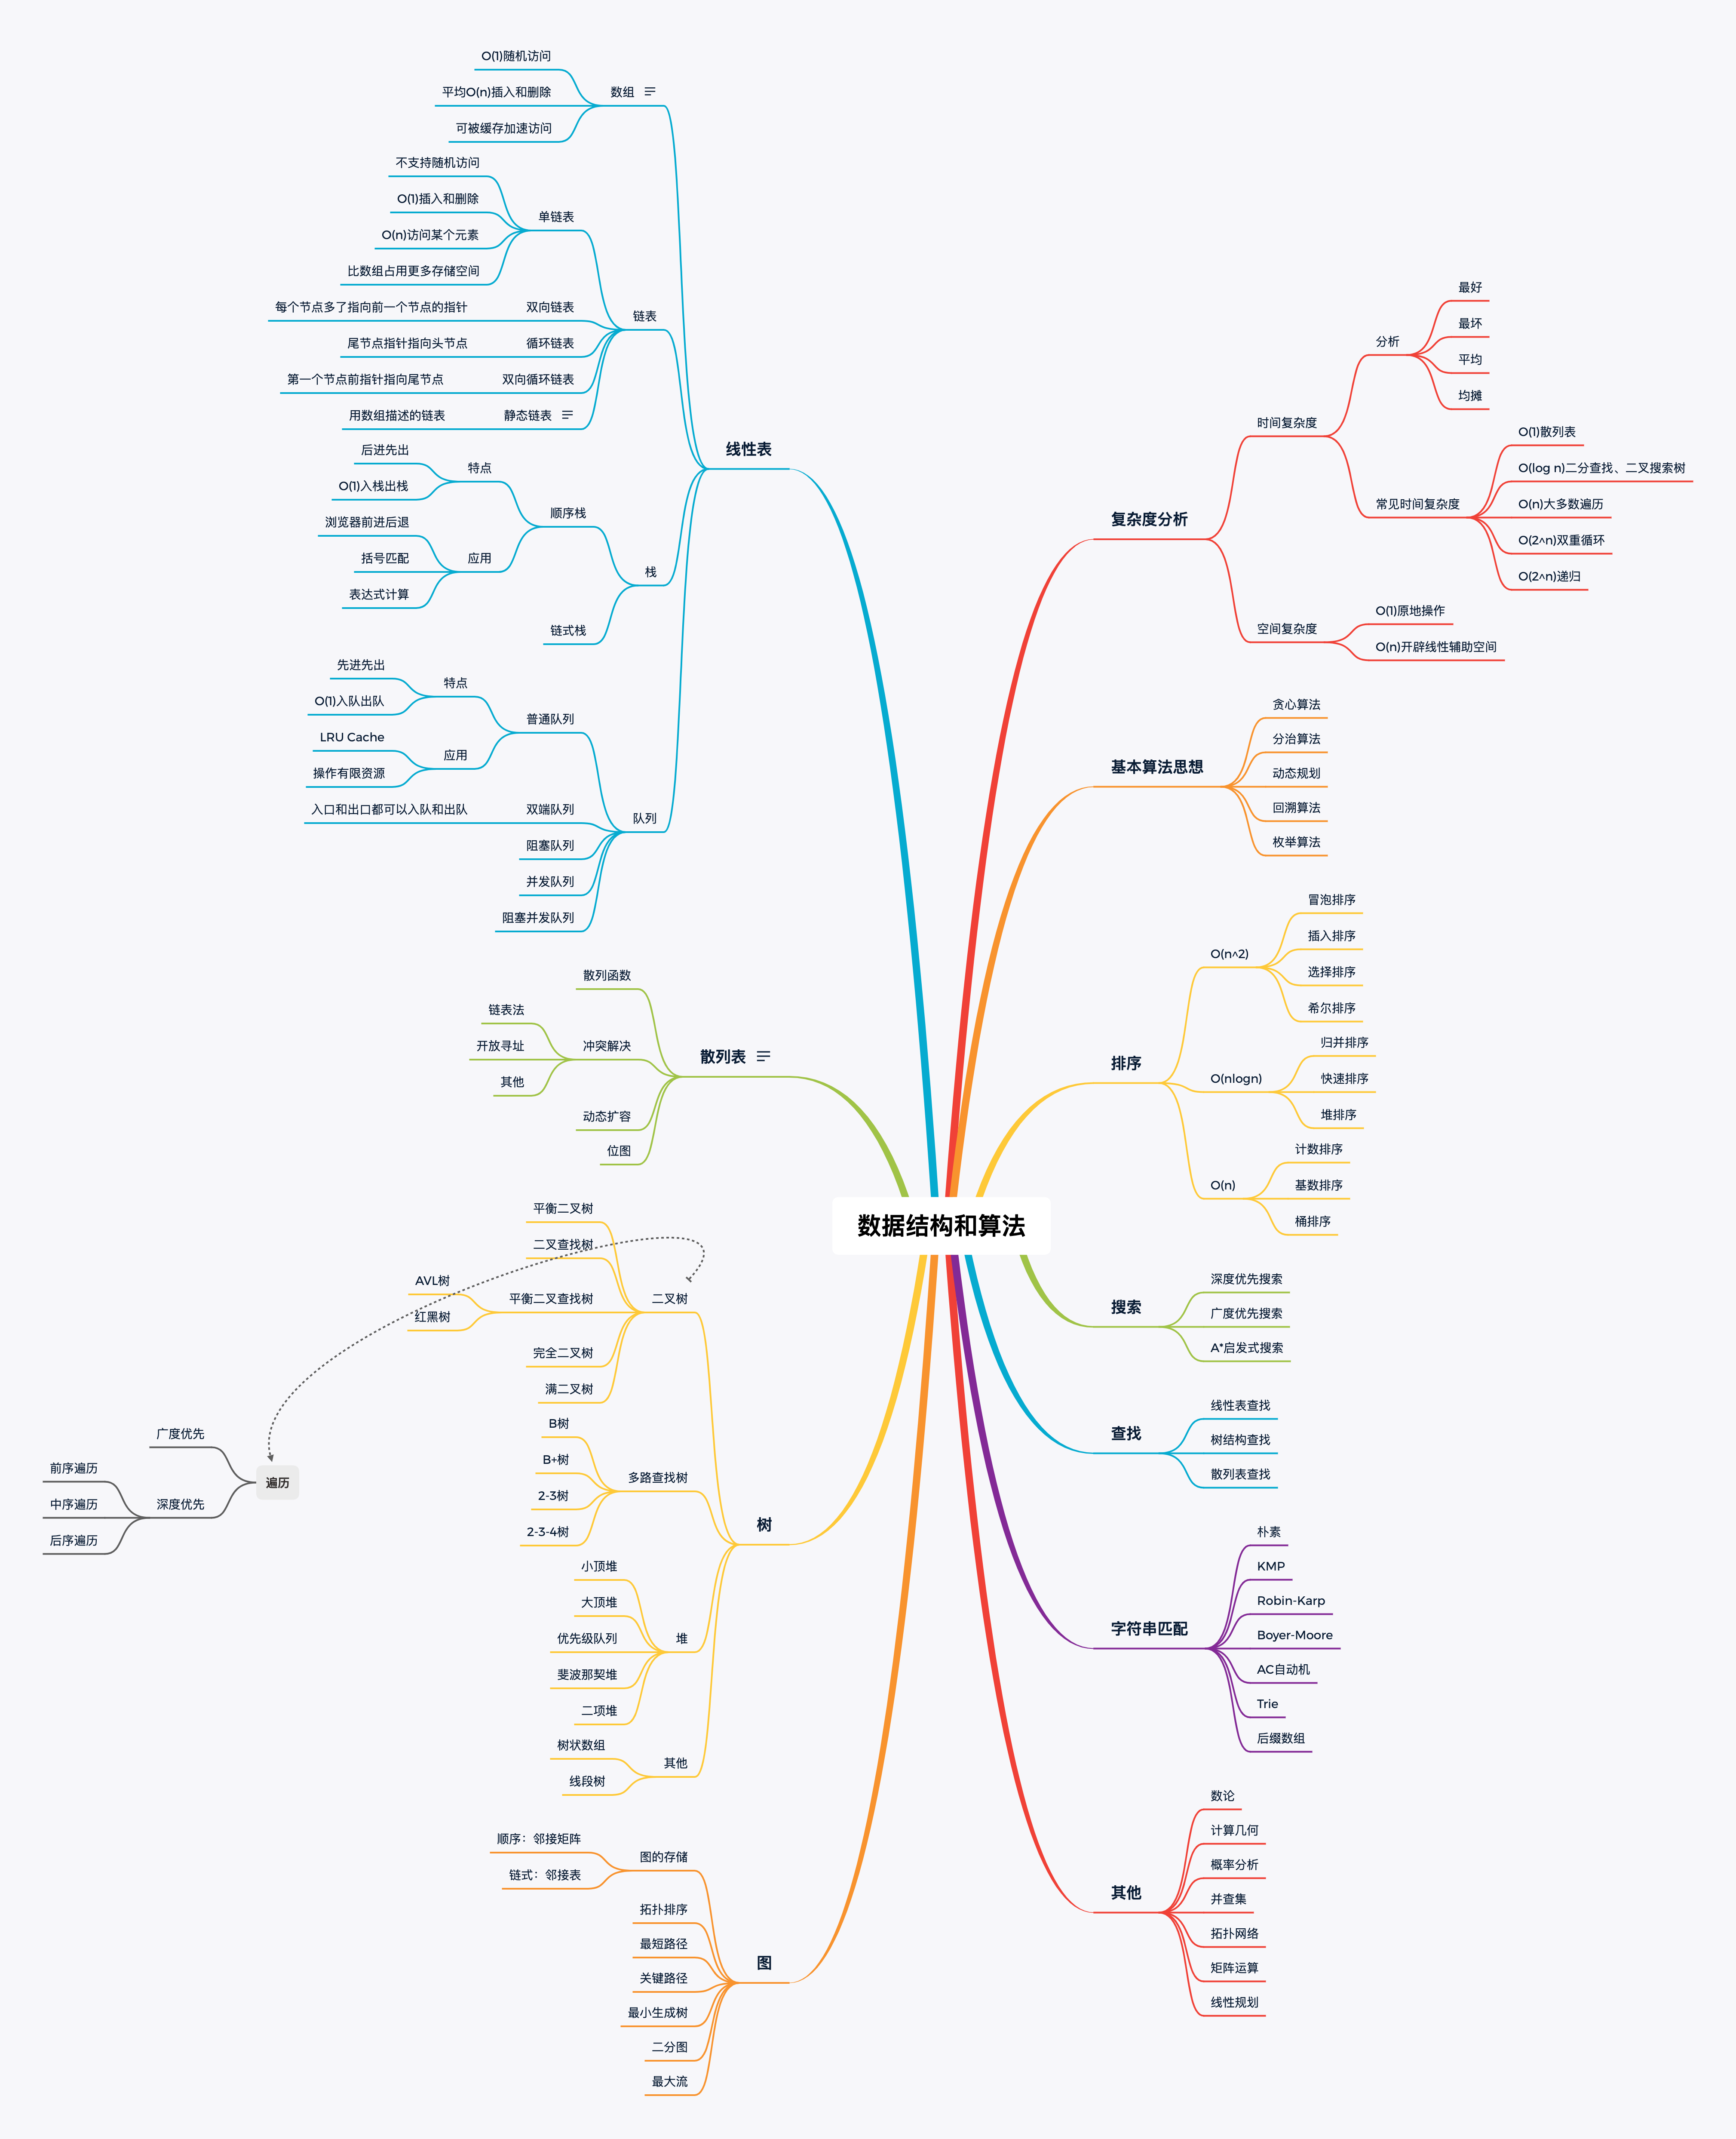 数据结构和算法
复杂度分析
时间复杂度
分析
最好
最坏
平均
均摊
常见时间复杂度
O(1)散列表
O(log n)二分查找、二叉搜索树
O(n)大多数遍历
O(2^n)双重循环
O(2^n)递归
空间复杂度
O(1)原地操作
O(n)开辟线性辅助空间
基本算法思想
贪心算法
分治算法
动态规划
回溯算法
枚举算法
排序
O(n^2)
冒泡排序
插入排序
选择排序
希尔排序
O(nlogn)
归并排序
快速排序
堆排序
O(n)
计数排序
基数排序
桶排序
搜索
深度优先搜索
广度优先搜索
A*启发式搜索
查找
线性表查找
树结构查找
散列表查找
字符串匹配
朴素
KMP
Robin-Karp
Boyer-Moore
AC自动机
Trie
后缀数组
其他
数论
计算几何
概率分析
并查集
拓扑网络
矩阵运算
线性规划
线性表
数组
O(1)随机访问
平均O(n)插入和删除
可被缓存加速访问
链表
单链表
不支持随机访问
O(1)插入和删除
O(n)访问某个元素
比数组占用更多存储空间
双向链表
每个节点多了指向前一个节点的指针
循环链表
尾节点指针指向头节点
双向循环链表
第一个节点前指针指向尾节点
静态链表
用数组描述的链表
栈
顺序栈
特点
后进先出
O(1)入栈出栈
应用
浏览器前进后退
括号匹配
表达式计算
链式栈
队列
普通队列
特点
先进先出
O(1)入队出队
应用
LRU Cache
操作有限资源
双端队列
入口和出口都可以入队和出队
阻塞队列
并发队列
阻塞并发队列
散列表
散列函数
冲突解决
链表法
开放寻址
其他
动态扩容
位图
树
二叉树
平衡二叉树
二叉查找树
平衡二叉查找树
AVL树
红黑树
完全二叉树
满二叉树
多路查找树
B树
B+树
2-3树
2-3-4树
堆
小顶堆
大顶堆
优先级队列
斐波那契堆
二项堆
其他
树状数组
线段树
遍历
广度优先
深度优先
前序遍历
中序遍历
后序遍历
图
图的存储
顺序：邻接矩阵
链式：邻接表
拓扑排序
最短路径
关键路径
最小生成树
二分图
最大流